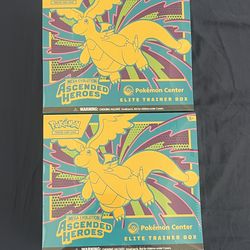 MEGA EVOLUTION
ASCENDED
HEROES
Pokémon Center
ELITE TRAINER BOX
WARNING:
Pokémon
MEGA EVOLUTION
ASCENDED
HEROES
Pokémon Center
ELITE TRAINER BOX
WARNING: